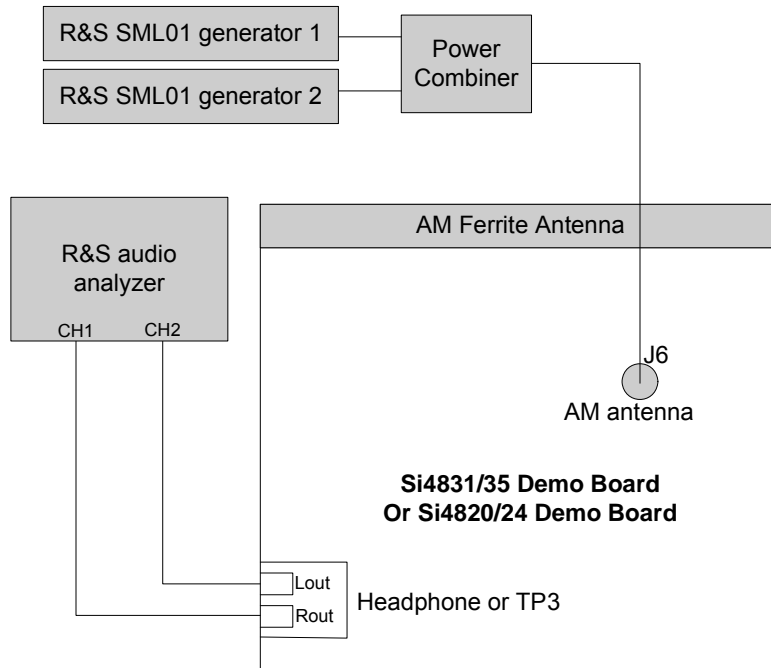 R&S SML01 generator 1
R&S SML01 generator 2
Power
Combiner
AM Ferrite Antenna
R&S audio
analyzer
CH1
CH2
J6
AM antenna
Si4831/35 Demo Board
Or Si4820/24 Demo Board
Lout
Rout
Headphone or TP3